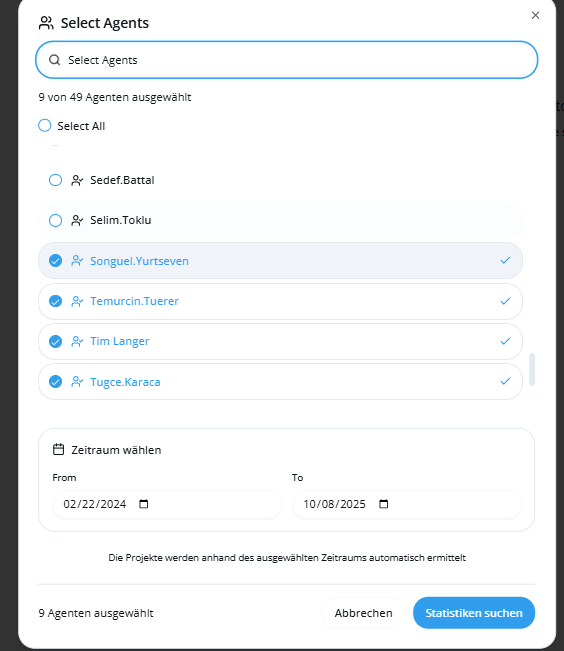 Select Agents
Select Agents
9 von 49 Agenten ausgewählt
Select All
Sedef.Battal
Selim.Toklu
Songuel.Yurtseven
Temurcin.Tuerer
Tim Langer
Tugce.Karaca
Zeitraum wählen
From To
02/22/2024 10/08/2025
Die Projekte werden anhand des ausgewählten Zeitraums automatisch ermittelt
9 Agenten ausgewählt Abbrechen Statistiken suchen